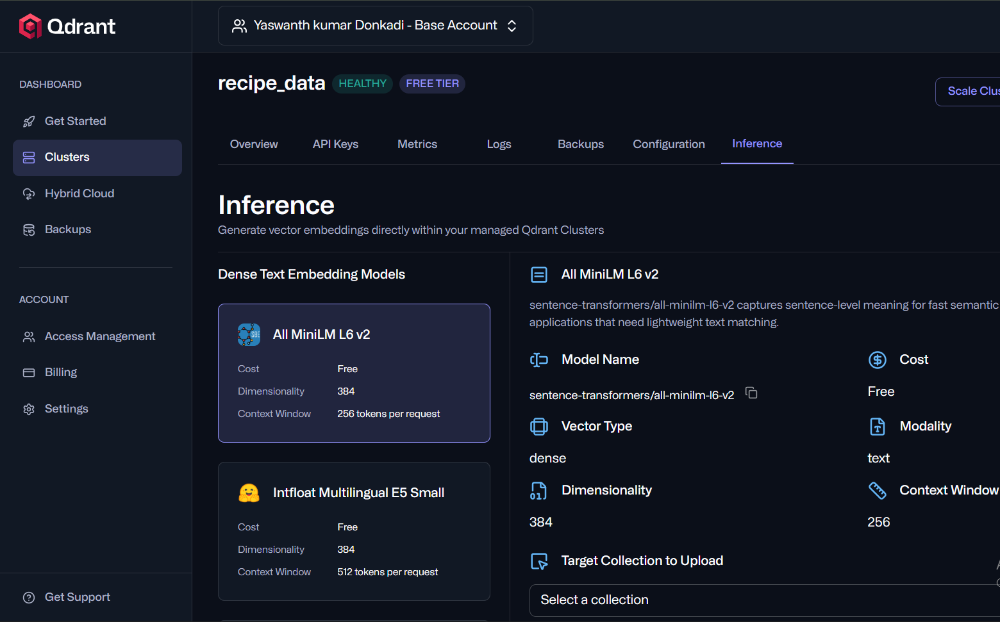 Qdrant
Yaswanth kumar Donkadi - Base Account
DASHBOARD
Get Started
Clusters
Hybrid Cloud
Backups
ACCOUNT
Access Management
Billing
Settings
Get Support
recipe_data HEALTHY FREE TIER
Scale Clus
Overview API Keys Metrics Logs Backups Configuration Inference
Inference
Generate vector embeddings directly within your managed Qdrant Clusters
Dense Text Embedding Models
SBE
All MiniLM L6 v2
Cost Free
Dimensionality 384
Context Window 256 tokens per request
Intfloat Multilingual E5 Small
Cost Free
Dimensionality 384
Context Window 512 tokens per request
All MiniLM L6 v2
sentence-transformers/all-minilm-l6-v2 captures sentence-level meaning for fast semantic
applications that need lightweight text matching.
Model Name Cost
sentence-transformers/all-minilm-l6-v2 Free
Vector Type Modality
dense text
Dimensionality Context Window
384 256
Target Collection to Upload
Select a collection